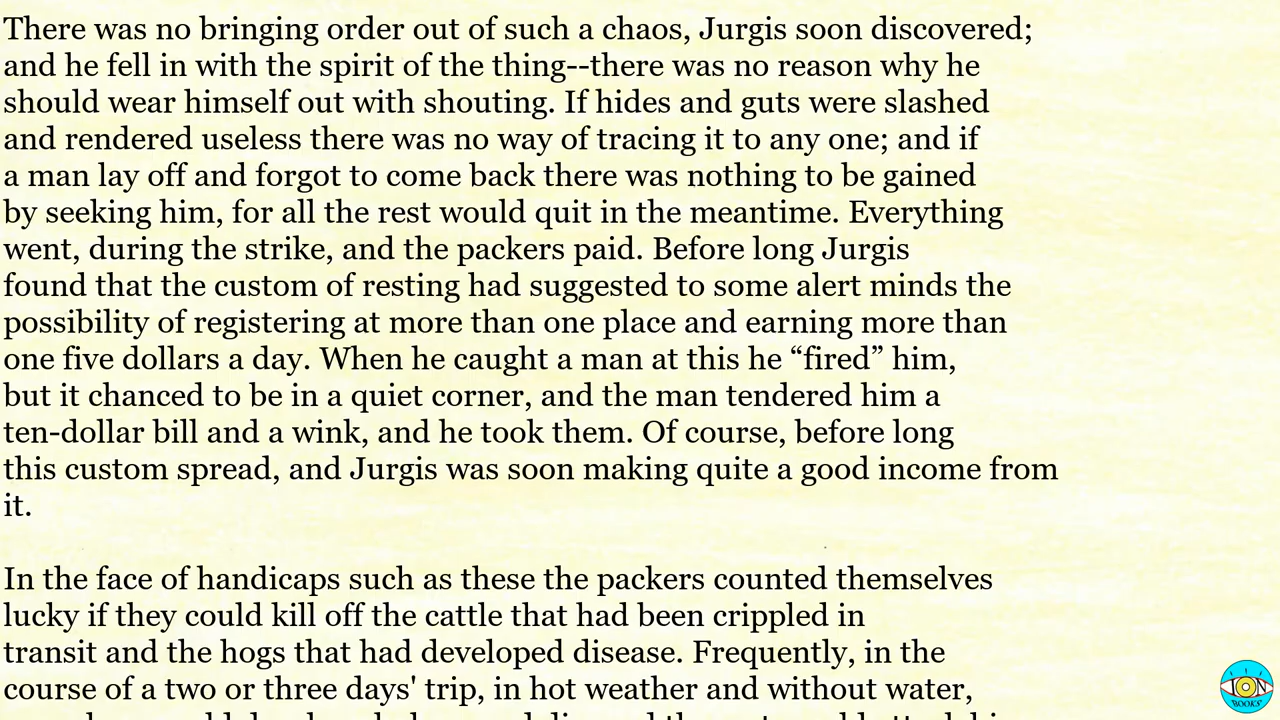 There was no bringing order out of such a chaos, Jurgis soon discovered;
and he fell in with the spirit of the thing--there was no reason why he
should wear himself out with shouting. If hides and guts were slashed
and rendered useless there was no way of tracing it to any one; and if
a man lay off and forgot to come back there was nothing to be gained
by seeking him, for all the rest would quit in the meantime. Everything
went, during the strike, and the packers paid. Before long Jurgis
found that the custom of resting had suggested to some alert minds the
possibility of registering at more than one place and earning more than
one five dollars a day. When he caught a man at this he “fired” him,
but it chanced to be in a quiet corner, and the man tendered him a
ten-dollar bill and a wink, and he took them. Of course, before long
this custom spread, and Jurgis was soon making quite a good income from
it.
In the face of handicaps such as these the packers counted themselves
lucky if they could kill off the cattle that had been crippled in
transit and the hogs that had developed disease. Frequently, in the
course of a two or three days' trip, in hot weather and without water,
ION
BOOKS